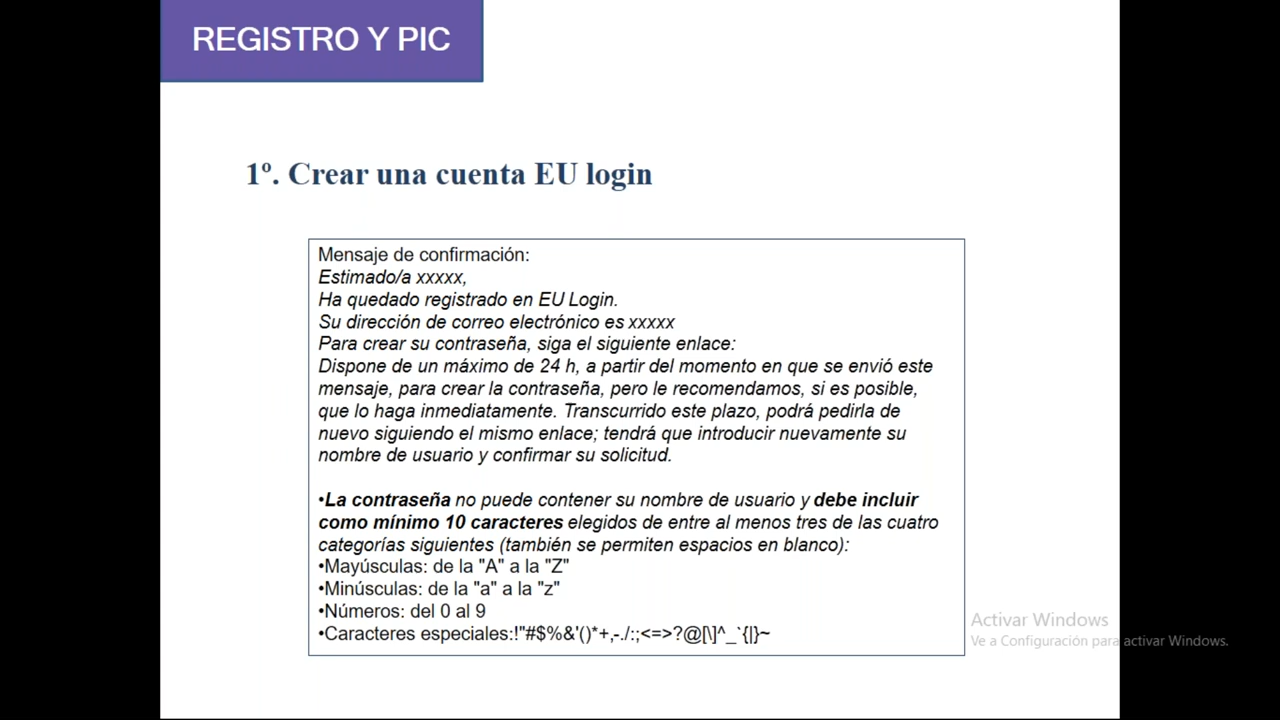 REGISTRO Y PIC
1º. Crear una cuenta EU login
Mensaje de confirmación:
Estimado/a xxxxx,
Ha quedado registrado en EU Login.
Su dirección de correo electrónico es xxxxx
Para crear su contraseña, siga el siguiente enlace:
Dispone de un máximo de 24 h, a partir del momento en que se envió este
mensaje, para crear la contraseña, pero le recomendamos, si es posible,
que lo haga inmediatamente. Transcurrido este plazo, podrá pedirla de
nuevo siguiendo el mismo enlace; tendrá que introducir nuevamente su
nombre de usuario y confirmar su solicitud.
•La contraseña no puede contener su nombre de usuario y debe incluir
como mínimo 10 caracteres elegidos de entre al menos tres de las cuatro
categorías siguientes (también se permiten espacios en blanco):
•Mayúsculas: de la "A" a la "Z"
•Minúsculas: de la "a" a la "z"
•Números: del 0 al 9
•Caracteres especiales:!"#$%&'()*+,-./:;<=>?@[\]^_`{|}~
Activar Windows
Ve a Configuración para activar Windows.